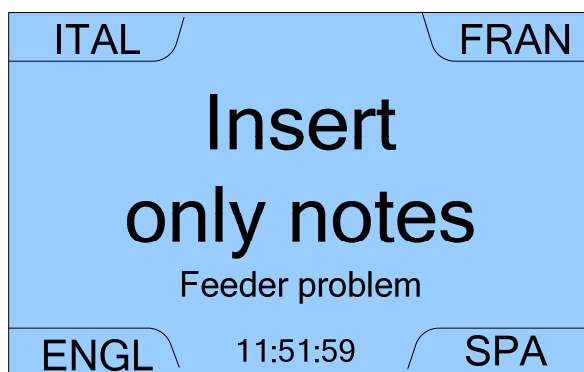 ITAL
FRAN
Insert
only notes
Feeder problem
ENGL
11:51:59
SPA